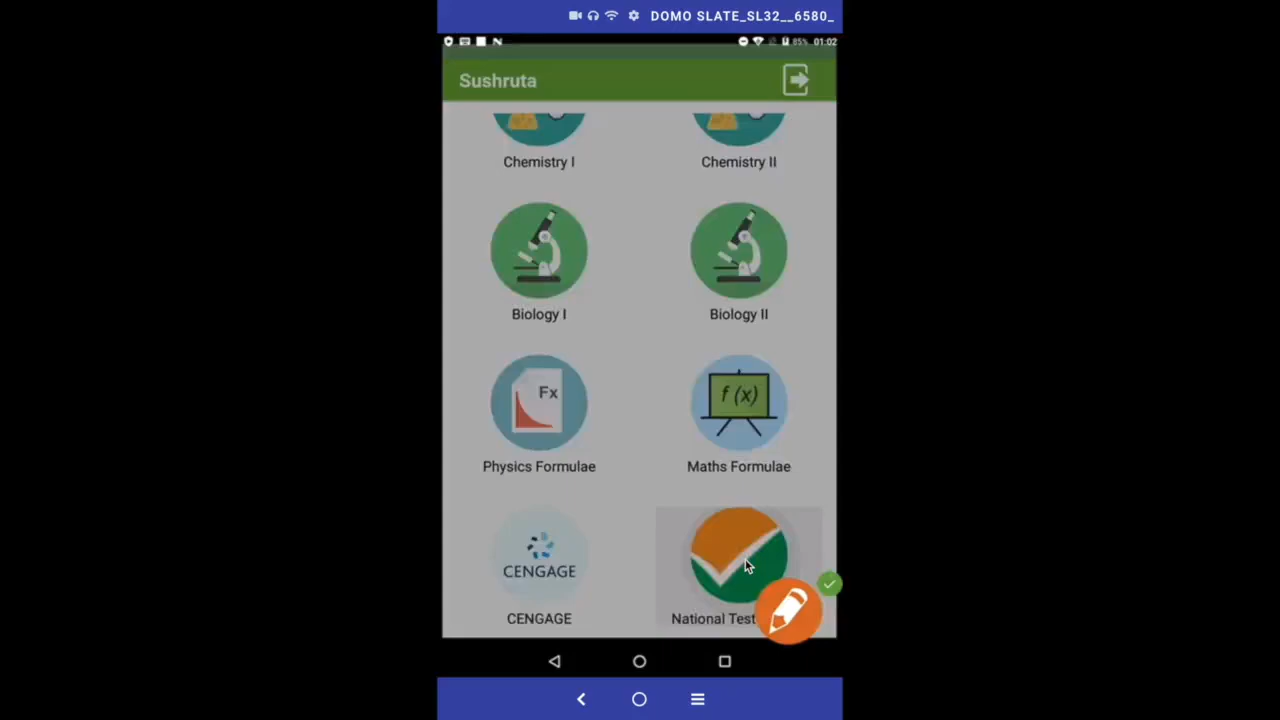 DOMO SLATE_SL32__6580_
85% 01:02
Sushruta
Chemistry I Chemistry II
Biology I Biology II
Fx f (x)
Physics Formulae Maths Formulae
CENGAGE
CENGAGE National Test